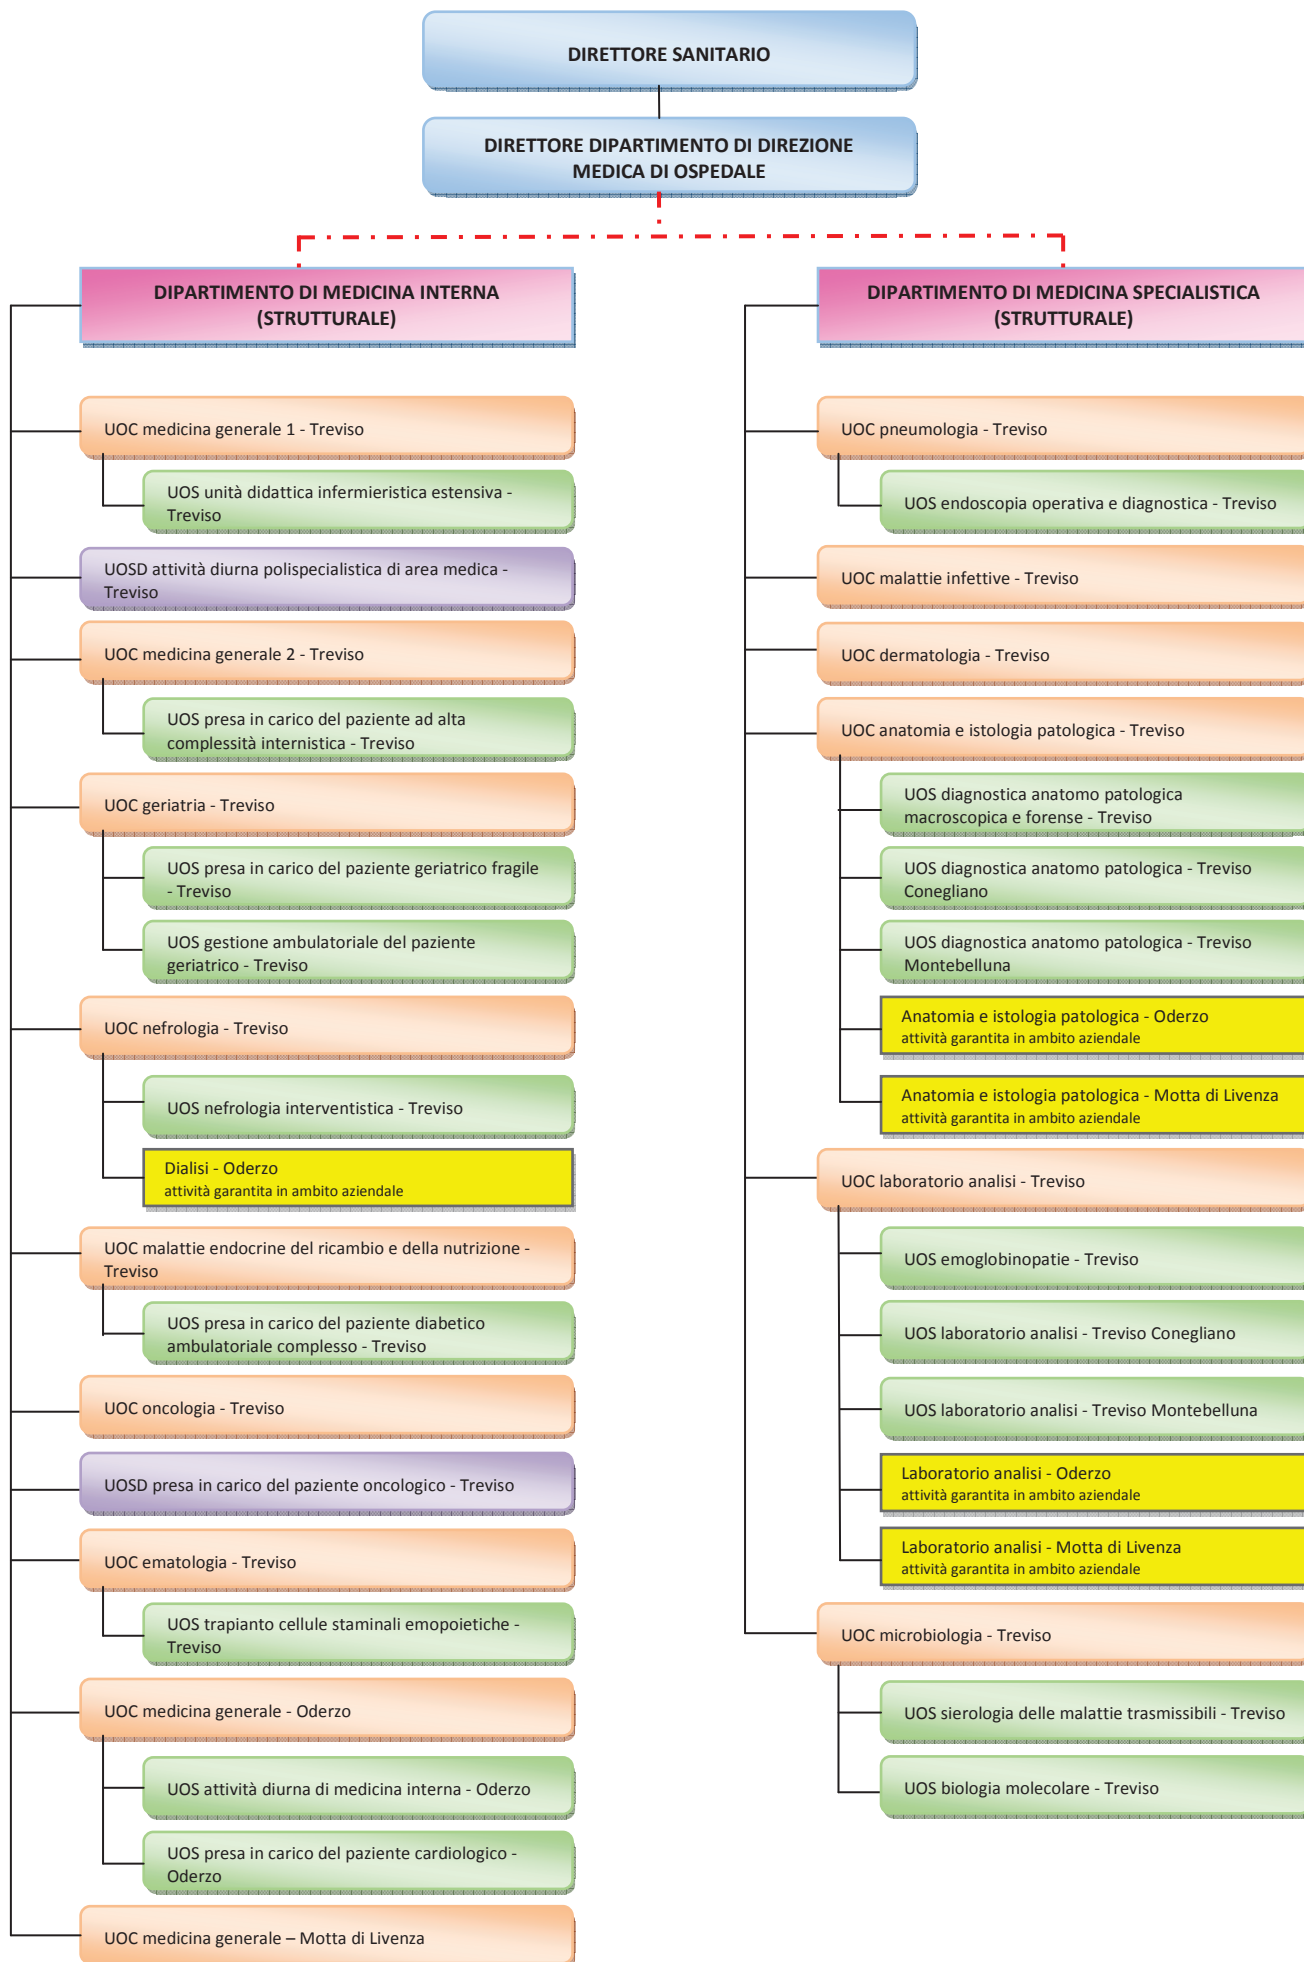 DIRETTORE SANITARIO
DIRETTORE DIPARTIMENTO DI DIREZIONE
MEDICA DI OSPEDALE
DIPARTIMENTO DI MEDICINA INTERNA
(STRUTTURALE)
UOC medicina generale 1 - Treviso
UOS unità didattica infermieristica estensiva -
Treviso
UOSD attività diurna polispecialistica di area medica -
Treviso
UOC medicina generale 2 - Treviso
UOS presa in carico del paziente ad alta
complessità internistica - Treviso
UOC geriatria - Treviso
UOS presa in carico del paziente geriatrico fragile
- Treviso
UOS gestione ambulatoriale del paziente
geriatrico - Treviso
UOC nefrologia - Treviso
UOS nefrologia interventistica - Treviso
Dialisi - Oderzo
attività garantita in ambito aziendale
UOC malattie endocrine del ricambio e della nutrizione -
Treviso
UOS presa in carico del paziente diabetico
ambulatoriale complesso - Treviso
UOC oncologia - Treviso
UOSD presa in carico del paziente oncologico - Treviso
UOC ematologia - Treviso
UOS trapianto cellule staminali emopoietiche -
Treviso
UOC medicina generale - Oderzo
UOS attività diurna di medicina interna - Oderzo
UOS presa in carico del paziente cardiologico -
Oderzo
UOC medicina generale – Motta di Livenza
DIPARTIMENTO DI MEDICINA SPECIALISTICA
(STRUTTURALE)
UOC pneumologia - Treviso
UOS endoscopia operativa e diagnostica - Treviso
UOC malattie infettive - Treviso
UOC dermatologia - Treviso
UOC anatomia e istologia patologica - Treviso
UOS diagnostica anatomo patologica
macroscopica e forense - Treviso
UOS diagnostica anatomo patologica - Treviso
Conegliano
UOS diagnostica anatomo patologica - Treviso
Montebelluna
Anatomia e istologia patologica - Oderzo
attività garantita in ambito aziendale
Anatomia e istologia patologica - Motta di Livenza
attività garantita in ambito aziendale
UOC laboratorio analisi - Treviso
UOS emoglobinopatie - Treviso
UOS laboratorio analisi - Treviso Conegliano
UOS laboratorio analisi - Treviso Montebelluna
Laboratorio analisi - Oderzo
attività garantita in ambito aziendale
Laboratorio analisi - Motta di Livenza
attività garantita in ambito aziendale
UOC microbiologia - Treviso
UOS sierologia delle malattie trasmissibili - Treviso
UOS biologia molecolare - Treviso